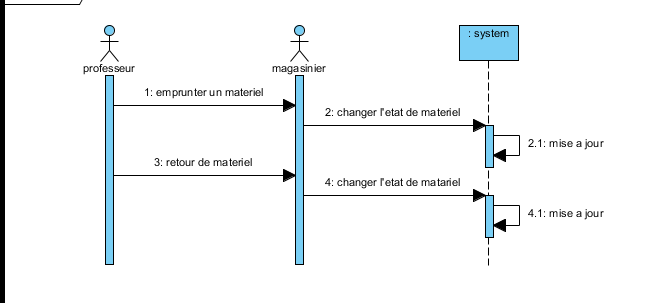 : system
professeur
magasinier
1: emprunter un materiel
2: changer l'etat de materiel
2.1: mise a jour
3: retour de materiel
4: changer l'etat de matariel
4.1: mise a jour